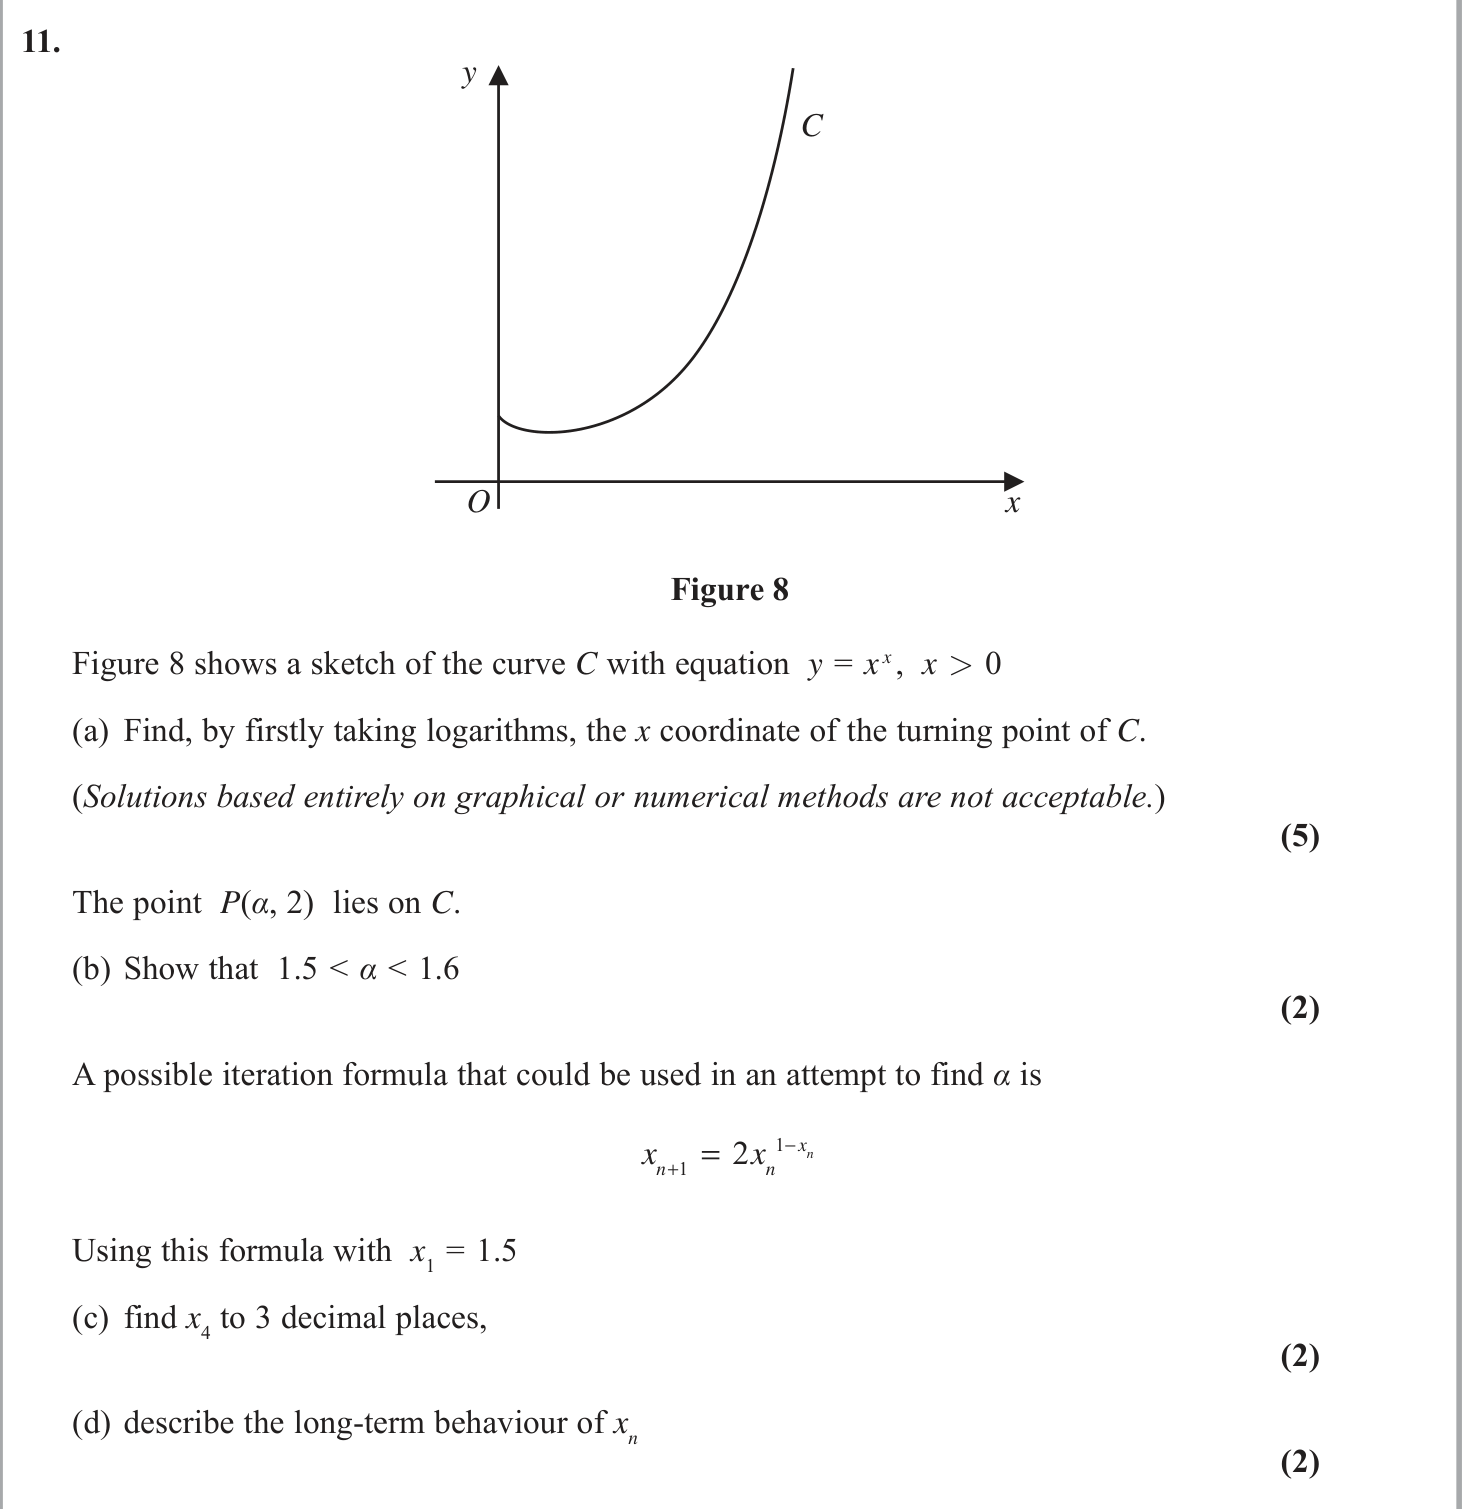 11.
y
C
O
x
Figure 8
Figure 8 shows a sketch of the curve C with equation y = xˣ, x > 0
(a) Find, by firstly taking logarithms, the x coordinate of the turning point of C.
(Solutions based entirely on graphical or numerical methods are not acceptable.)
(5)
The point P(α, 2) lies on C.
(b) Show that 1.5 < α < 1.6
(2)
A possible iteration formula that could be used in an attempt to find α is
x_{n+1} = 2x_n^{1−x_n}
Using this formula with x₁ = 1.5
(c) find x₄ to 3 decimal places,
(2)
(d) describe the long-term behaviour of x_n
(2)